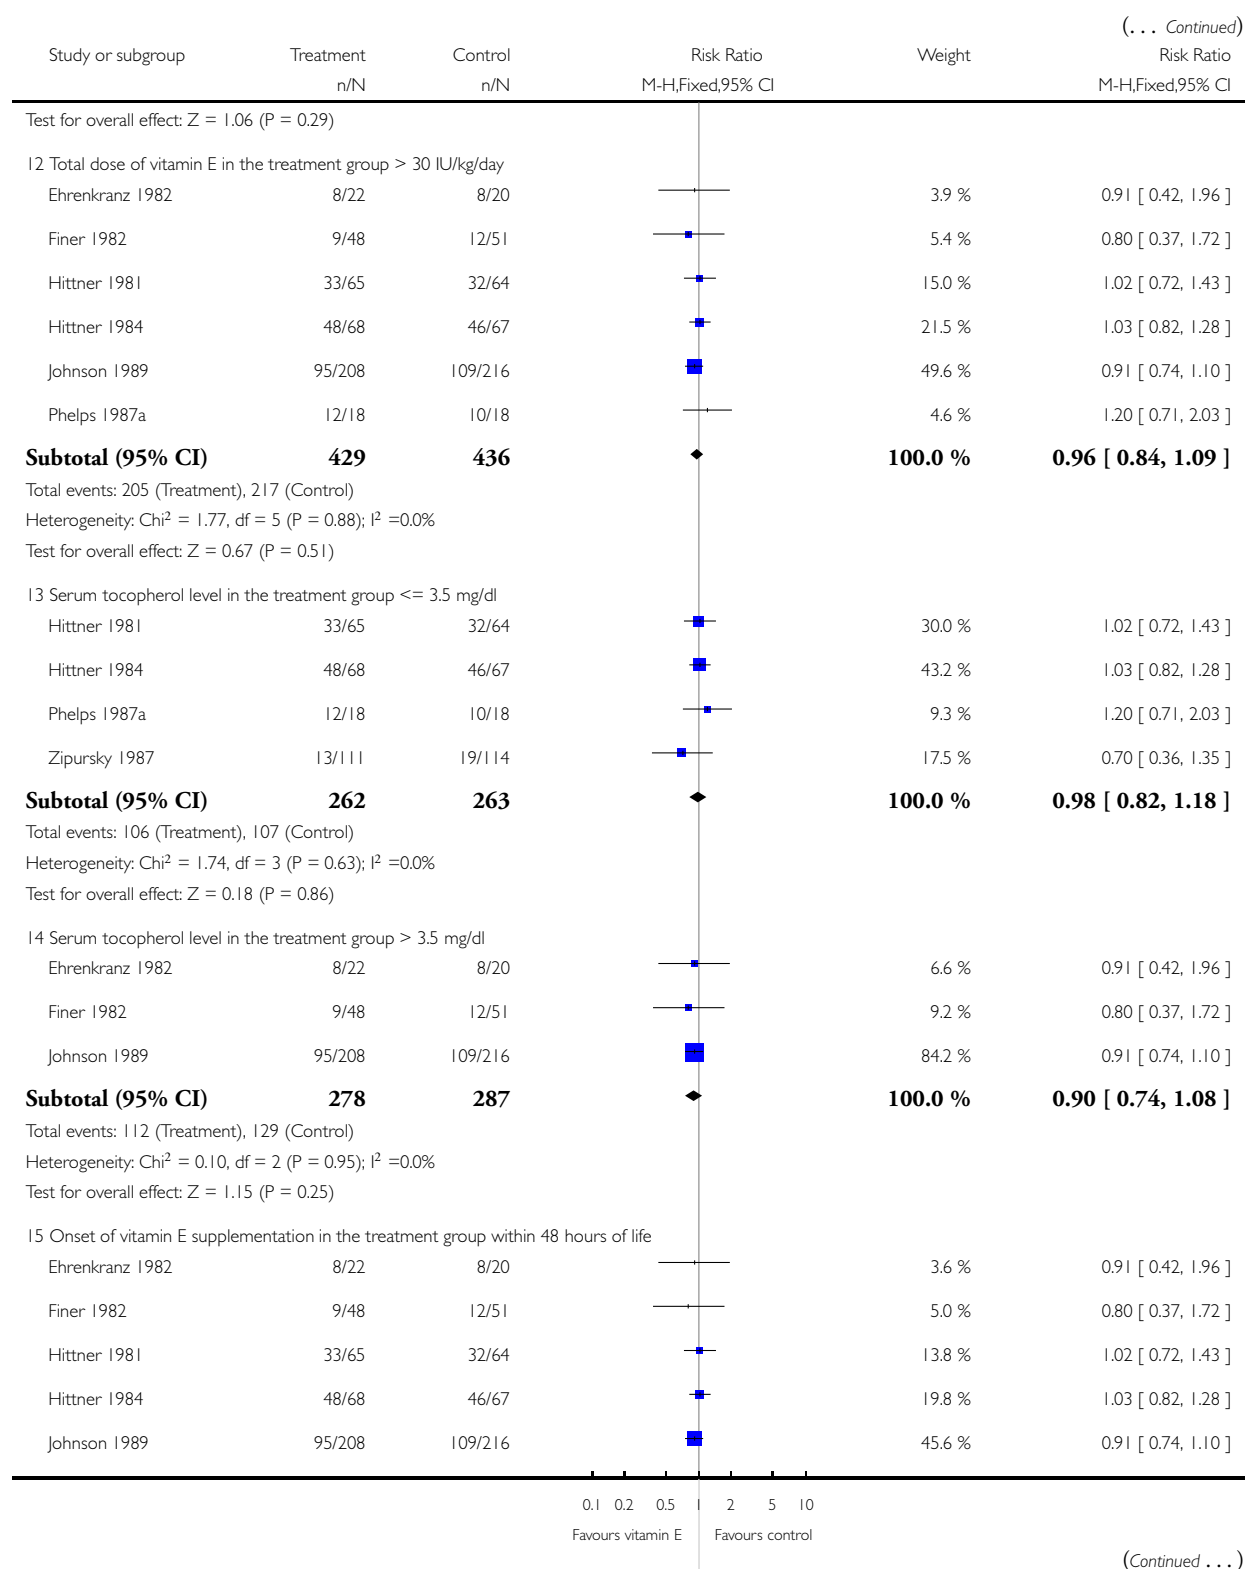 (... Continued)
Study or subgroup Treatment Control Risk Ratio Weight Risk Ratio
n/N n/N M-H,Fixed,95% CI M-H,Fixed,95% CI
Test for overall effect: Z = 1.06 (P = 0.29)
12 Total dose of vitamin E in the treatment group > 30 IU/kg/day
Ehrenkranz 1982 8/22 8/20 3.9 % 0.91 [ 0.42, 1.96 ]
Finer 1982 9/48 12/51 5.4 % 0.80 [ 0.37, 1.72 ]
Hittner 1981 33/65 32/64 15.0 % 1.02 [ 0.72, 1.43 ]
Hittner 1984 48/68 46/67 21.5 % 1.03 [ 0.82, 1.28 ]
Johnson 1989 95/208 109/216 49.6 % 0.91 [ 0.74, 1.10 ]
Phelps 1987a 12/18 10/18 4.6 % 1.20 [ 0.71, 2.03 ]
Subtotal (95% CI) 429 436 100.0 % 0.96 [ 0.84, 1.09 ]
Total events: 205 (Treatment), 217 (Control)
Heterogeneity: Chi² = 1.77, df = 5 (P = 0.88); I² =0.0%
Test for overall effect: Z = 0.67 (P = 0.51)
13 Serum tocopherol level in the treatment group <= 3.5 mg/dl
Hittner 1981 33/65 32/64 30.0 % 1.02 [ 0.72, 1.43 ]
Hittner 1984 48/68 46/67 43.2 % 1.03 [ 0.82, 1.28 ]
Phelps 1987a 12/18 10/18 9.3 % 1.20 [ 0.71, 2.03 ]
Zipursky 1987 13/111 19/114 17.5 % 0.70 [ 0.36, 1.35 ]
Subtotal (95% CI) 262 263 100.0 % 0.98 [ 0.82, 1.18 ]
Total events: 106 (Treatment), 107 (Control)
Heterogeneity: Chi² = 1.74, df = 3 (P = 0.63); I² =0.0%
Test for overall effect: Z = 0.18 (P = 0.86)
14 Serum tocopherol level in the treatment group > 3.5 mg/dl
Ehrenkranz 1982 8/22 8/20 6.6 % 0.91 [ 0.42, 1.96 ]
Finer 1982 9/48 12/51 9.2 % 0.80 [ 0.37, 1.72 ]
Johnson 1989 95/208 109/216 84.2 % 0.91 [ 0.74, 1.10 ]
Subtotal (95% CI) 278 287 100.0 % 0.90 [ 0.74, 1.08 ]
Total events: 112 (Treatment), 129 (Control)
Heterogeneity: Chi² = 0.10, df = 2 (P = 0.95); I² =0.0%
Test for overall effect: Z = 1.15 (P = 0.25)
15 Onset of vitamin E supplementation in the treatment group within 48 hours of life
Ehrenkranz 1982 8/22 8/20 3.6 % 0.91 [ 0.42, 1.96 ]
Finer 1982 9/48 12/51 5.0 % 0.80 [ 0.37, 1.72 ]
Hittner 1981 33/65 32/64 13.8 % 1.02 [ 0.72, 1.43 ]
Hittner 1984 48/68 46/67 19.8 % 1.03 [ 0.82, 1.28 ]
Johnson 1989 95/208 109/216 45.6 % 0.91 [ 0.74, 1.10 ]
0.1 0.2 0.5 1 2 5 10
Favours vitamin E Favours control
(Continued ...)